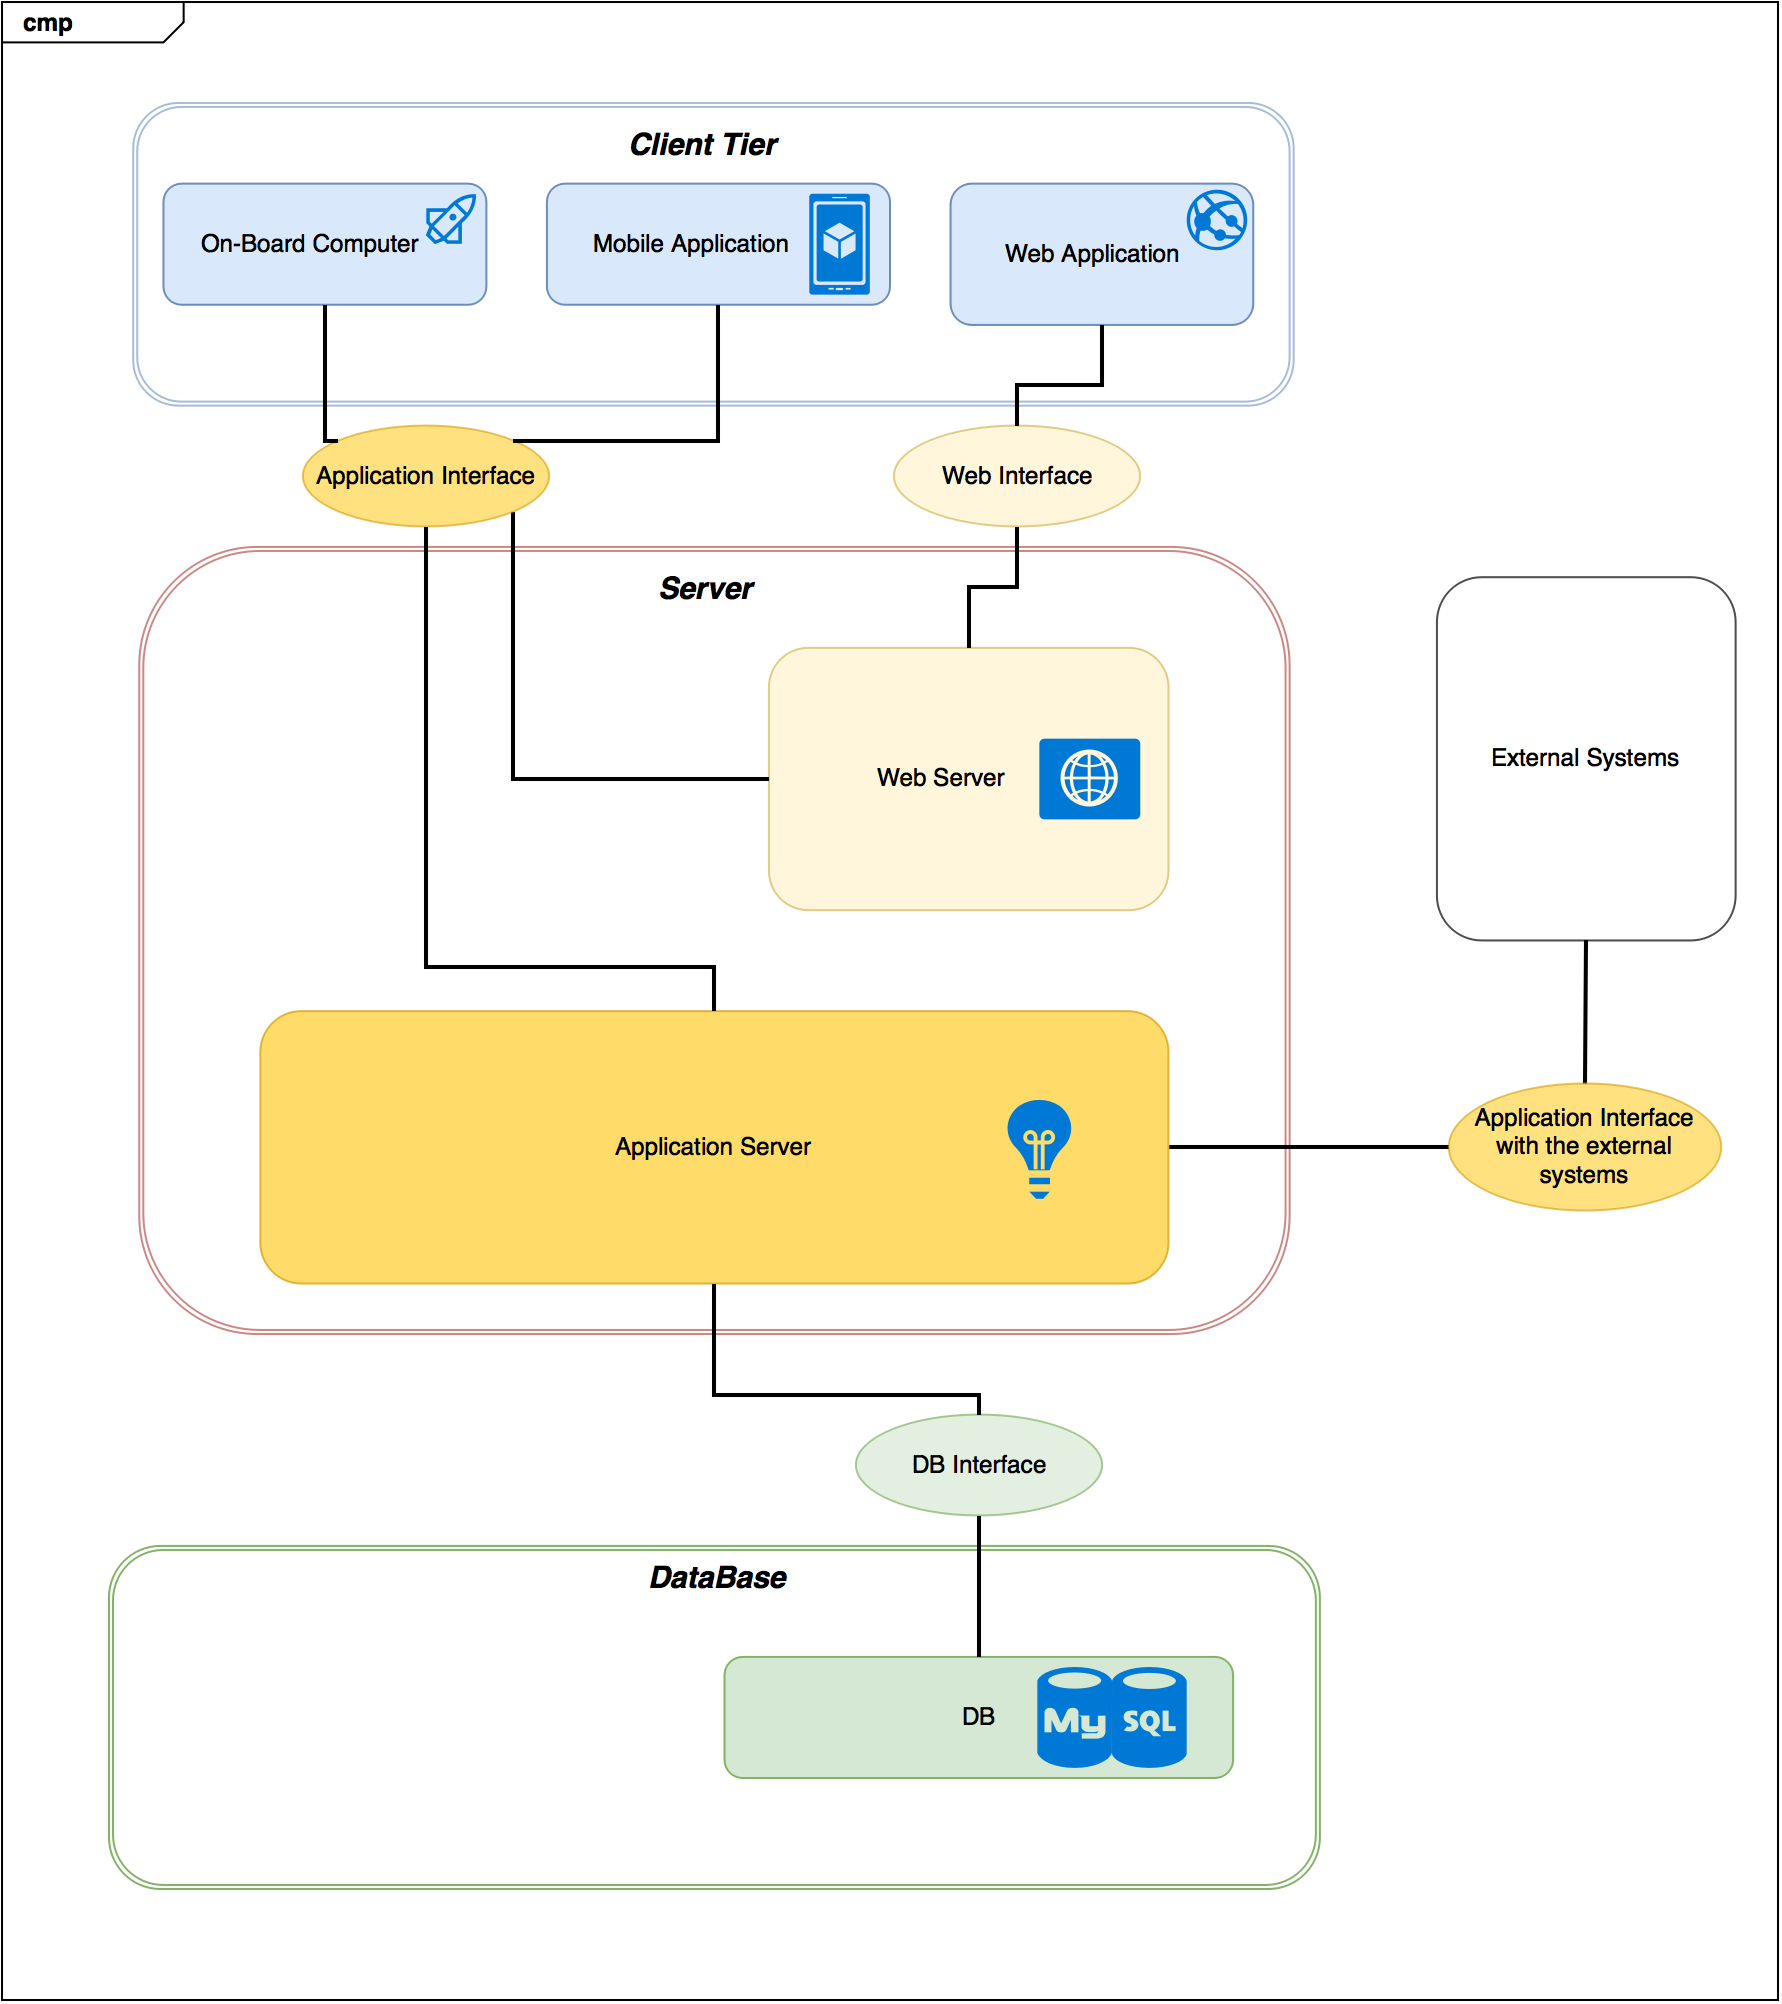 cmp
Client Tier
On-Board Computer
Mobile Application
Web Application
Application Interface
Web Interface
Server
Web Server
External Systems
Application Server
Application Interface
with the external
systems
DB Interface
DataBase
DB
My SQL